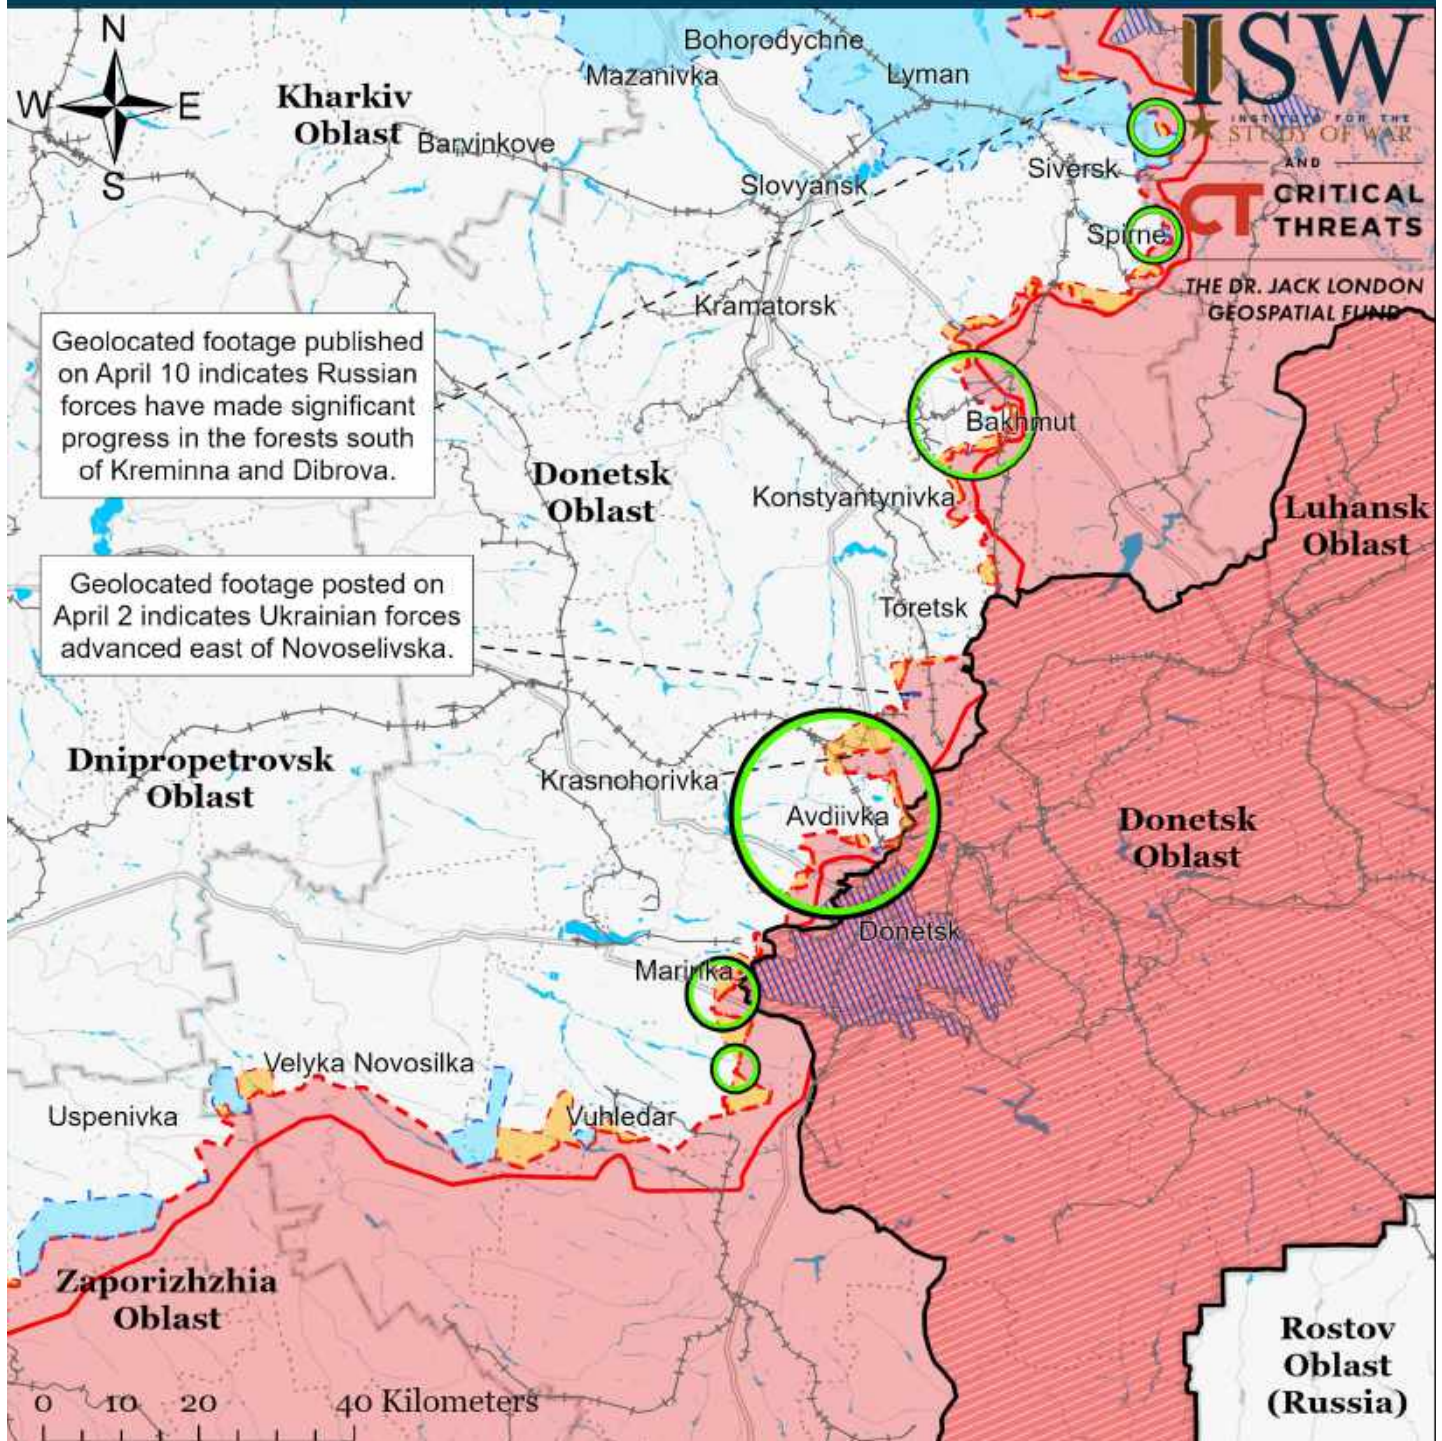 N
W
E
S
Kharkiv
Oblast
Barvinkove
Bohorodychne
Mazanivka
Lyman
ISW
INSTITUTE FOR THE
STUDY OF WAR
AND
CT CRITICAL
THREATS
THE DR. JACK LONDON
GEOSPATIAL FUND
Siversk
Slovyansk
Spirne
Kramatorsk
Geolocated footage published
on April 10 indicates Russian
forces have made significant
progress in the forests south
of Kreminna and Dibrova.
Bakhmut
Donetsk
Oblast
Konstyantynivka
Luhansk
Oblast
Geolocated footage posted on
April 2 indicates Ukrainian forces
advanced east of Novoselivska.
Toretsk
Dnipropetrovsk
Oblast
Krasnohorivka
Avdiivka
Donetsk
Oblast
Donetsk
Marinka
Velyka Novosilka
Uspenivka
Vuhledar
Zaporizhzhia
Oblast
Rostov
Oblast
(Russia)
0 10 20 40 Kilometers